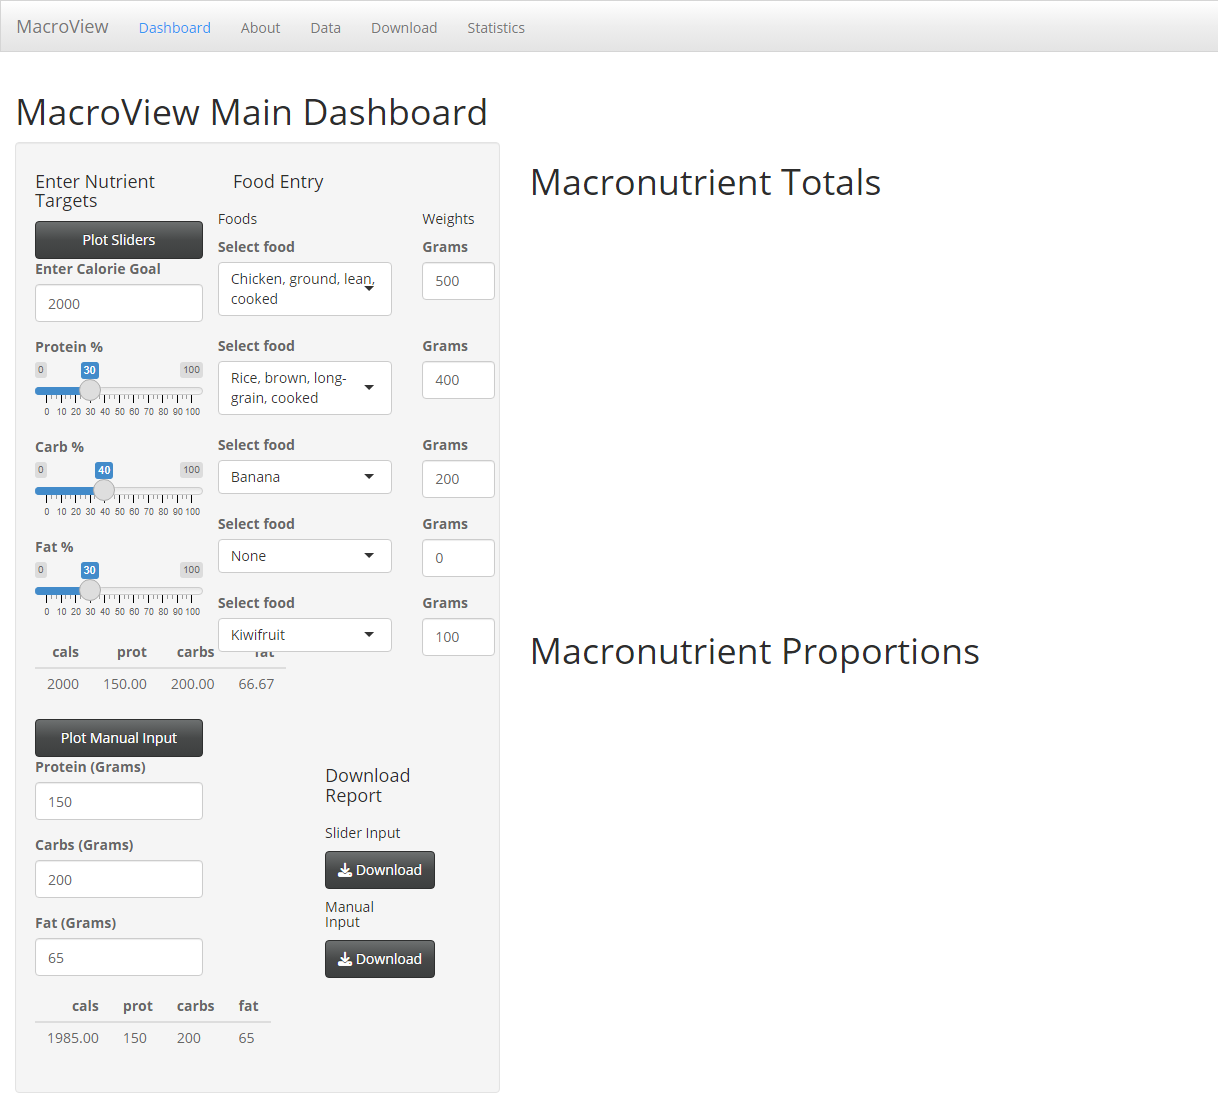 MacroView Dashboard About Data Download Statistics
MacroView Main Dashboard
Enter Nutrient
Targets
Plot Sliders
Enter Calorie Goal
2000
Protein %
0 30 100
0 10 20 30 40 50 60 70 80 90 100
Carb %
0 40 100
0 10 20 30 40 50 60 70 80 90 100
Fat %
0 30 100
0 10 20 30 40 50 60 70 80 90 100
cals prot carbs fat
2000 150.00 200.00 66.67
Plot Manual Input
Protein (Grams)
150
Carbs (Grams)
200
Fat (Grams)
65
cals prot carbs fat
1985.00 150 200 65
Food Entry
Foods Weights
Select food Grams
Chicken, ground, lean,
cooked
500
Select food Grams
Rice, brown, long-
grain, cooked
400
Select food Grams
Banana 200
Select food Grams
None 0
Select food Grams
Kiwifruit 100
Download
Report
Slider Input
Download
Manual
Input
Download
Macronutrient Totals
Macronutrient Proportions